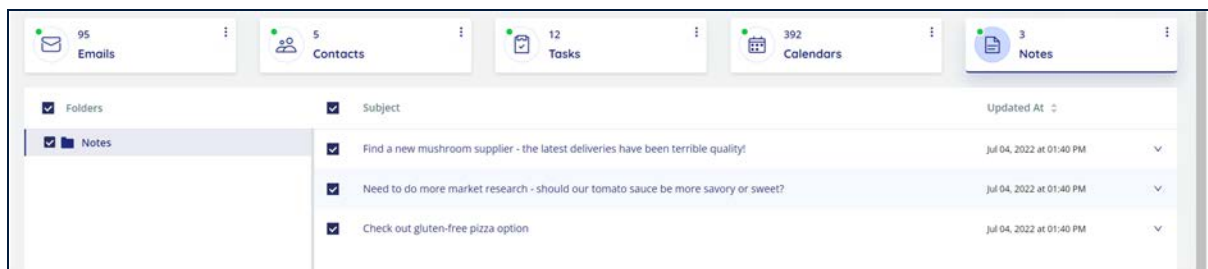 95
Emails
5
Contacts
12
Tasks
392
Calendars
3
Notes
Folders
Subject
Updated At
Notes
Find a new mushroom supplier - the latest deliveries have been terrible quality!
Jul 04, 2022 at 01:40 PM
Need to do more market research - should our tomato sauce be more savory or sweet?
Jul 04, 2022 at 01:40 PM
Check out gluten-free pizza option
Jul 04, 2022 at 01:40 PM